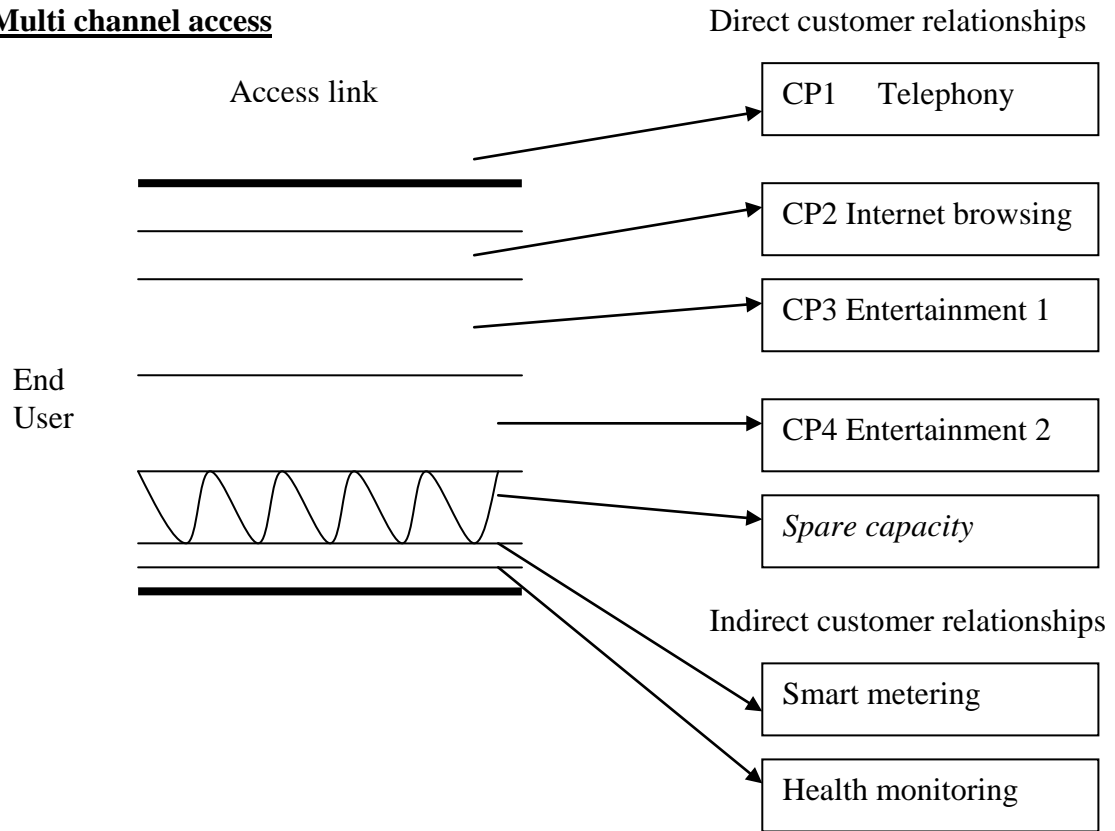 Multi channel access
Direct customer relationships
Access link
CP1 Telephony
CP2 Internet browsing
CP3 Entertainment 1
End
User
CP4 Entertainment 2
Spare capacity
Indirect customer relationships
Smart metering
Health monitoring